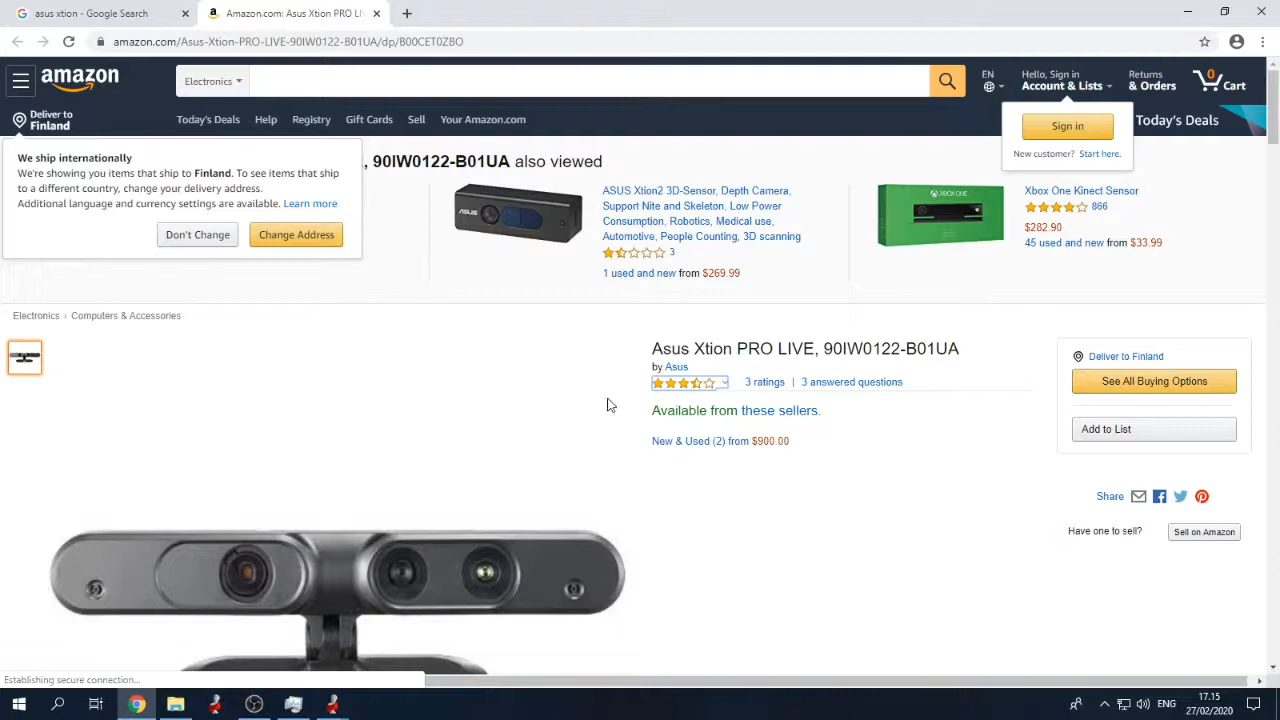 asus xtion - Google Search
Amazon.com: Asus Xtion PRO LIV
amazon.com/Asus-Xtion-PRO-LIVE-90IW0122-B01UA/dp/B00CET0ZBO
amazon
Electronics
EN
Hello, Sign in
Account & Lists
Returns
& Orders
0
Cart
Deliver to
Finland
Today's Deals
Help
Registry
Gift Cards
Sell
Your Amazon.com
Today's Deals
Sign in
New customer? Start here.
We ship internationally
We're showing you items that ship to Finland. To see items that ship
to a different country, change your delivery address.
Additional language and currency settings are available. Learn more
Don't Change
Change Address
, 90IW0122-B01UA also viewed
ASUS
ASUS Xtion2 3D-Sensor, Depth Camera,
Support Nite and Skeleton, Low Power
Consumption, Robotics, Medical use,
Automotive, People Counting, 3D scanning
3
1 used and new from $269.99
XBOX ONE
Xbox One Kinect Sensor
866
$282.90
45 used and new from $33.99
Electronics › Computers & Accessories
Asus Xtion PRO LIVE, 90IW0122-B01UA
by Asus
3 ratings | 3 answered questions
Available from these sellers.
New & Used (2) from $900.00
Deliver to Finland
See All Buying Options
Add to List
Share
Have one to sell?
Sell on Amazon
Establishing secure connection...
ENG
17.15
27/02/2020